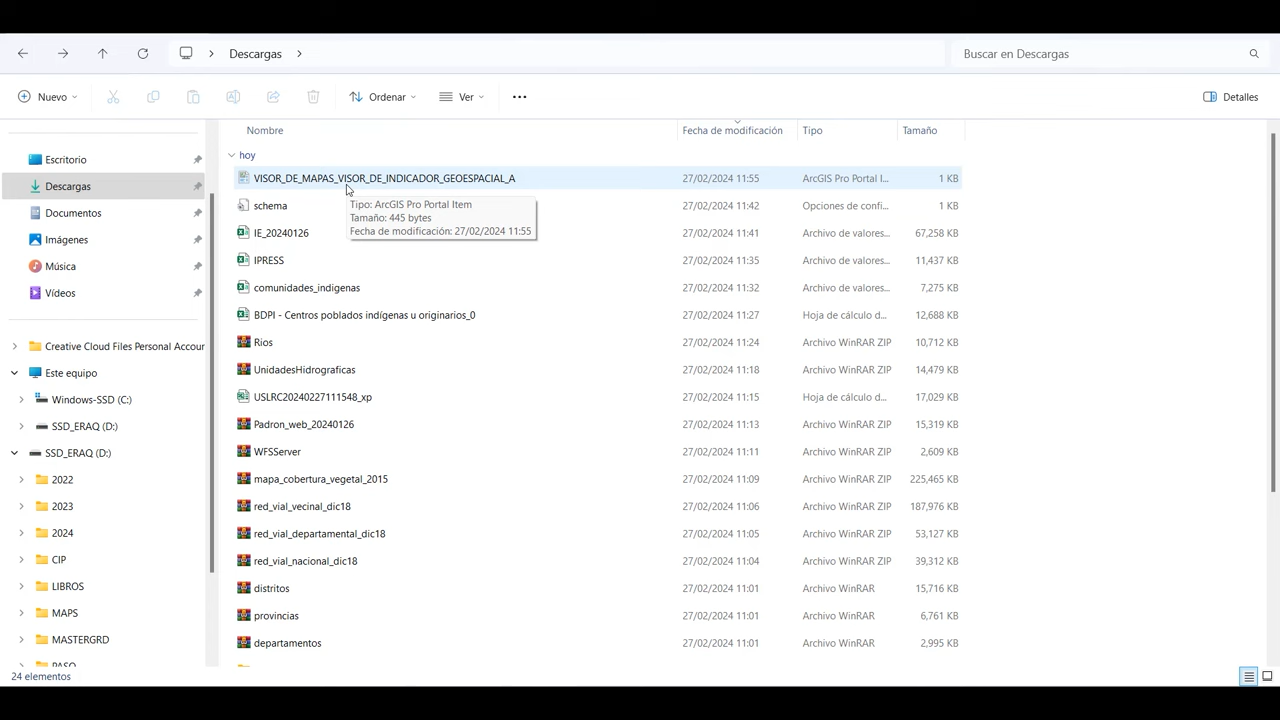 Descargas
Buscar en Descargas
Nuevo Ordenar Ver Detalles
Nombre Fecha de modificación Tipo Tamaño
Escritorio
Descargas
Documentos
Imágenes
Música
Vídeos
Creative Cloud Files Personal Accour
Este equipo
Windows-SSD (C:)
SSD_ERAQ (D:)
SSD_ERAQ (D:)
2022
2023
2024
CIP
LIBROS
MAPS
MASTERGRD
PASO
hoy
VISOR_DE_MAPAS_VISOR_DE_INDICADOR_GEOESPACIAL_A 27/02/2024 11:55 ArcGIS Pro Portal I... 1 KB
schema 27/02/2024 11:42 Opciones de confi... 1 KB
Tipo: ArcGIS Pro Portal Item
Tamaño: 445 bytes
Fecha de modificación: 27/02/2024 11:55
IE_20240126 27/02/2024 11:41 Archivo de valores... 67,258 KB
IPRESS 27/02/2024 11:35 Archivo de valores... 11,437 KB
comunidades_indigenas 27/02/2024 11:32 Archivo de valores... 7,275 KB
BDPI - Centros poblados indígenas u originarios_0 27/02/2024 11:27 Hoja de cálculo d... 12,688 KB
Rios 27/02/2024 11:24 Archivo WinRAR ZIP 10,712 KB
UnidadesHidrograficas 27/02/2024 11:18 Archivo WinRAR ZIP 14,479 KB
USLRC20240227111548_xp 27/02/2024 11:15 Hoja de cálculo d... 17,029 KB
Padron_web_20240126 27/02/2024 11:13 Archivo WinRAR ZIP 15,319 KB
WFSServer 27/02/2024 11:11 Archivo WinRAR ZIP 2,609 KB
mapa_cobertura_vegetal_2015 27/02/2024 11:09 Archivo WinRAR ZIP 225,465 KB
red_vial_vecinal_dic18 27/02/2024 11:06 Archivo WinRAR ZIP 187,976 KB
red_vial_departamental_dic18 27/02/2024 11:05 Archivo WinRAR ZIP 53,127 KB
red_vial_nacional_dic18 27/02/2024 11:04 Archivo WinRAR ZIP 39,312 KB
distritos 27/02/2024 11:01 Archivo WinRAR 15,716 KB
provincias 27/02/2024 11:01 Archivo WinRAR 6,761 KB
departamentos 27/02/2024 11:01 Archivo WinRAR 2,995 KB
24 elementos